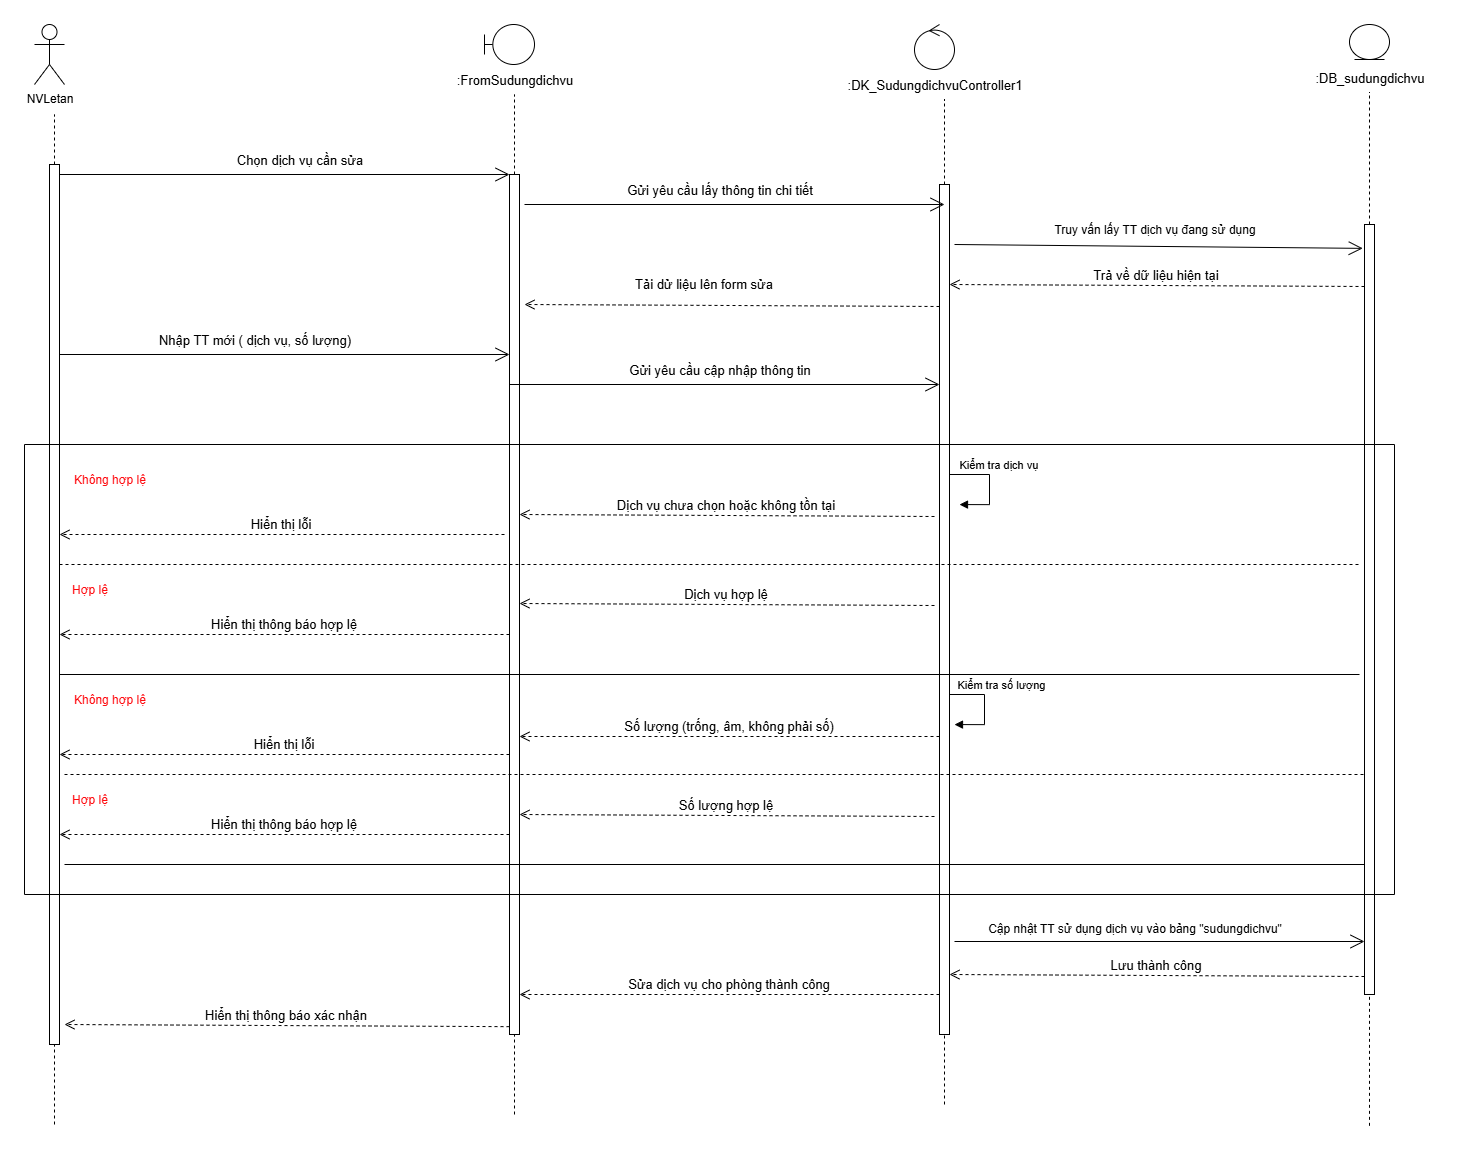 NVLetan
:FromSudungdichvu
:DK_SudungdichvuController1
:DB_sudungdichvu
Chọn dịch vụ cần sửa
Gửi yêu cầu lấy thông tin chi tiết
Truy vấn lấy TT dịch vụ đang sử dụng
Trả về dữ liệu hiện tại
Tải dử liệu lên form sửa
Nhập TT mới ( dịch vụ, số lượng)
Gửi yêu cầu cập nhập thông tin
Kiểm tra dịch vụ
Không hợp lệ
Dịch vụ chưa chọn hoặc không tồn tại
Hiển thị lỗi
Hợp lệ
Dịch vụ hợp lệ
Hiển thị thông báo hợp lệ
Kiểm tra số lượng
Không hợp lệ
Số lượng (trống, âm, không phải số)
Hiển thị lỗi
Hợp lệ
Số lượng hợp lệ
Hiển thị thông báo hợp lệ
Cập nhật TT sử dụng dịch vụ vào bảng "sudungdichvu"
Lưu thành công
Sửa dịch vụ cho phòng thành công
Hiển thị thông báo xác nhận